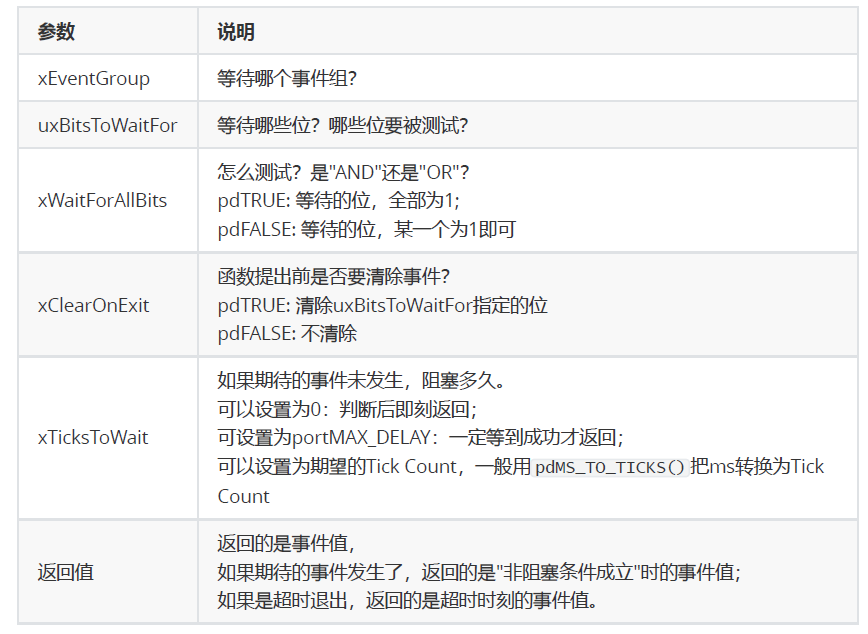 参数 说明
xEventGroup 等待哪个事件组？
uxBitsToWaitFor 等待哪些位？哪些位要被测试？
xWaitForAllBits 怎么测试？是"AND"还是"OR"？
pdTRUE: 等待的位，全部为1;
pdFALSE: 等待的位，某一个为1即可
xClearOnExit 函数提出前是否要清除事件？
pdTRUE: 清除uxBitsToWaitFor指定的位
pdFALSE: 不清除
xTicksToWait 如果期待的事件未发生，阻塞多久。
可以设置为0：判断后即刻返回；
可设置为portMAX_DELAY：一定等到成功才返回；
可以设置为期望的Tick Count，一般用pdMS_TO_TICKS()把ms转换为Tick
Count
返回值 返回的是事件值，
如果期待的事件发生了，返回的是"非阻塞条件成立"时的事件值；
如果是超时退出，返回的是超时时刻的事件值。